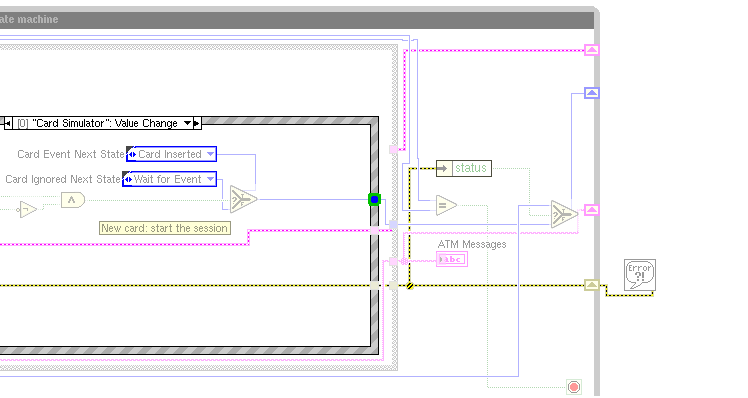 ate machine
[0] "Card Simulator": Value Change
Card Event Next State
Card Inserted
Card Ignored Next State
Wait for Event
New card: start the session
status
ATM Messages
abc
Error
?!